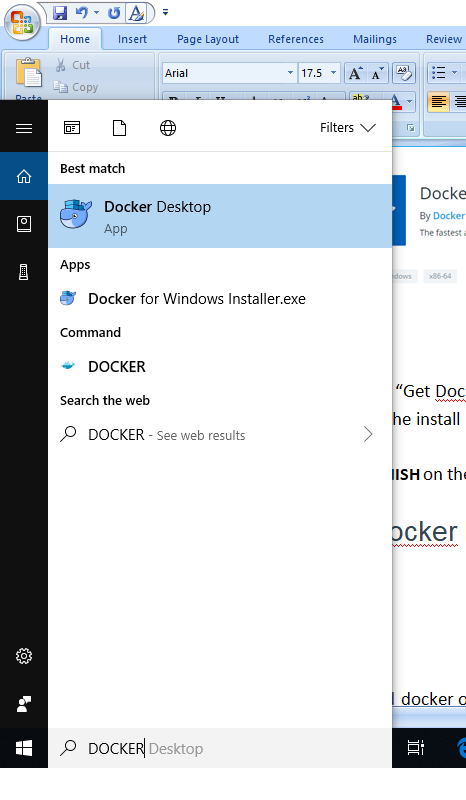 Home Insert Page Layout References Mailings Review
Cut
Copy
Arial 17.5
Filters
Best match
Docker Desktop
App
Apps
Docker for Windows Installer.exe
Command
DOCKER
Search the web
DOCKER - See web results
DOCKER Desktop
Docke
By Docker
The fastest a
ndows x86-64
“Get Doc
he install
NISH on the
ocker
docker o